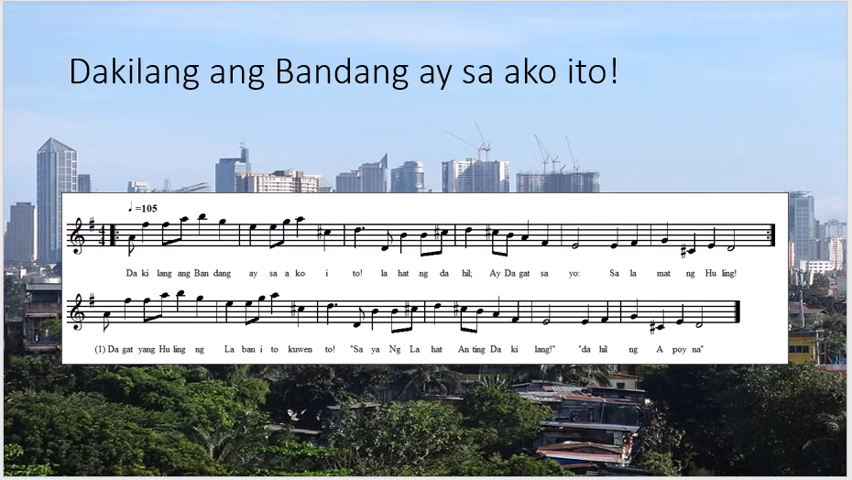 Dakilang ang Bandang ay sa ako ito!
♩ =105
4 4
Da ki lang ang Ban dang ay sa a ko i to! la hat ng da hil; Ay Da gat sa yo: Sa la mat ng Hu ling!
(1) Da gat yang Hu ling ng La ban i to kuwen to! "Sa ya Ng La hat An ting Da ki lang!" "da hil ng A poy na"